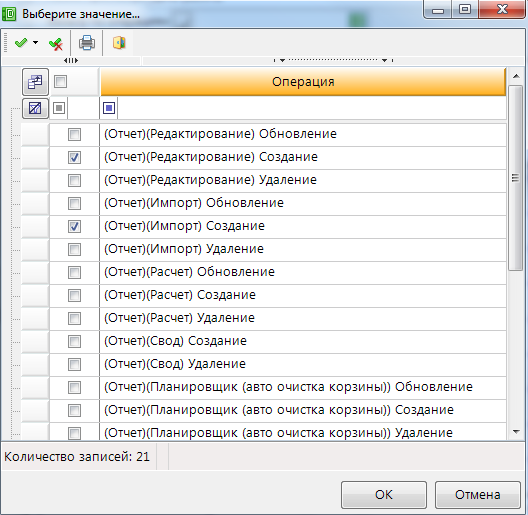 Выберите значение...
Операция
(Отчет)(Редактирование) Обновление
(Отчет)(Редактирование) Создание
(Отчет)(Редактирование) Удаление
(Отчет)(Импорт) Обновление
(Отчет)(Импорт) Создание
(Отчет)(Импорт) Удаление
(Отчет)(Расчет) Обновление
(Отчет)(Расчет) Создание
(Отчет)(Расчет) Удаление
(Отчет)(Свод) Создание
(Отчет)(Свод) Удаление
(Отчет)(Планировщик (авто очистка корзины)) Обновление
(Отчет)(Планировщик (авто очистка корзины)) Создание
(Отчет)(Планировщик (авто очистка корзины)) Удаление
Количество записей: 21
ОК
Отмена